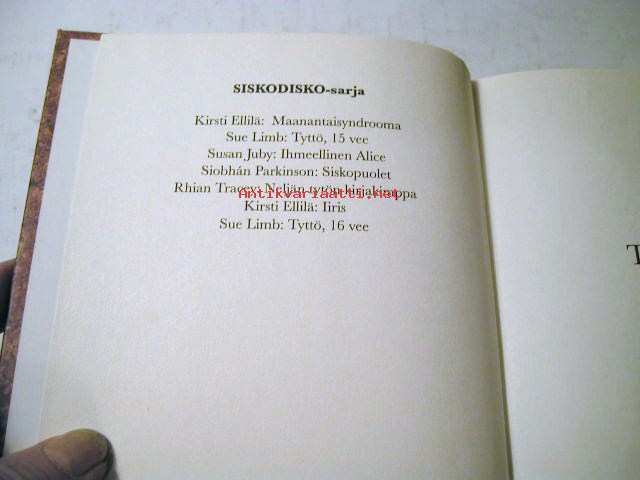 SISKODISKO-sarja
Kirsti Ellilä: Maanantaisyndrooma
Sue Limb: Tyttö, 15 vee
Susan Juby: Ihmeellinen Alice
Siobhán Parkinson: Siskopuolet
Rhian Tracey: Neljän tytön kirjakimppa
Antikvariaatti.net
Kirsti Ellilä: Iiris
Sue Limb: Tyttö, 16 vee
T